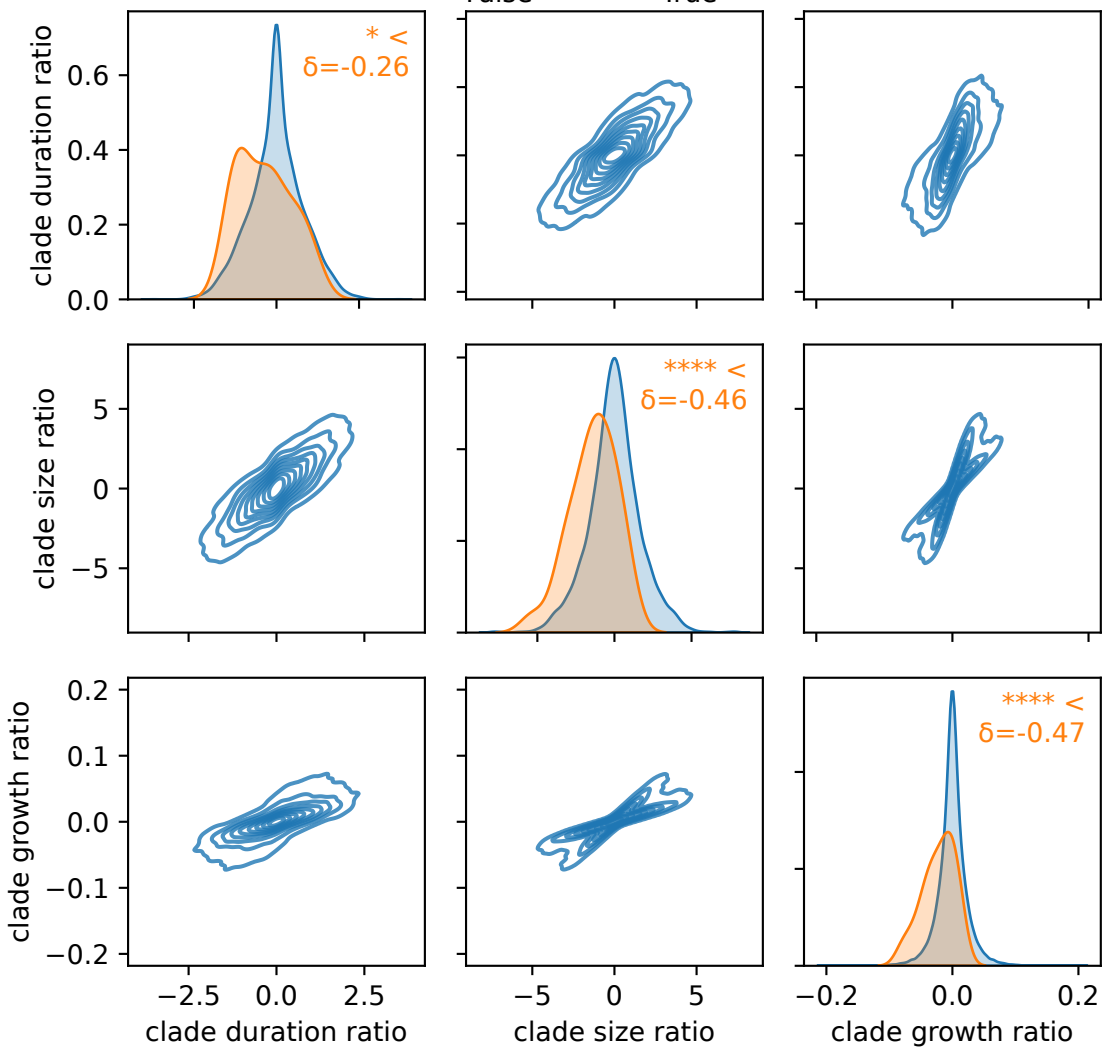 * <
δ=-0.26
clade duration ratio
0.6
0.4
0.2
0.0
**** <
δ=-0.46
clade size ratio
5
0
−5
**** <
δ=-0.47
clade growth ratio
0.2
0.1
0.0
−0.1
−0.2
−2.5 0.0 2.5
−5 0 5
−0.2 0.0 0.2
clade duration ratio
clade size ratio
clade growth ratio